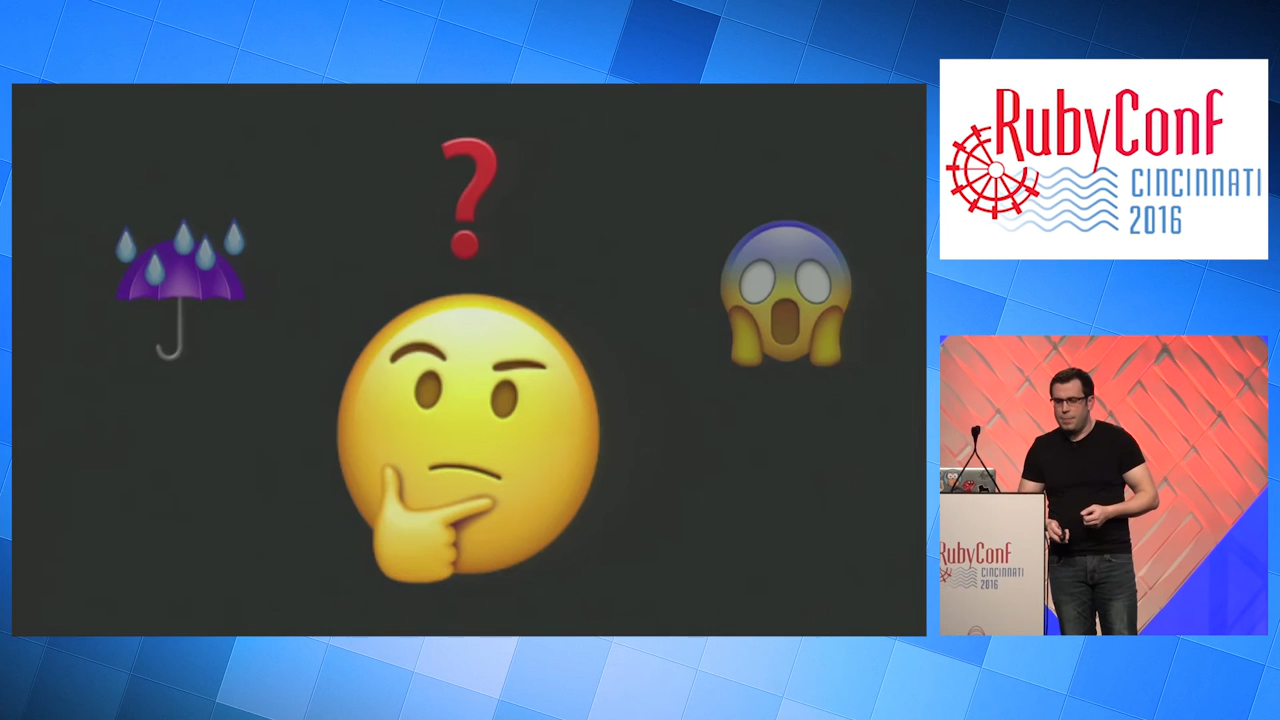 ?
RubyConf
CINCINNATI
2016
RubyConf
CINCINNATI
2016